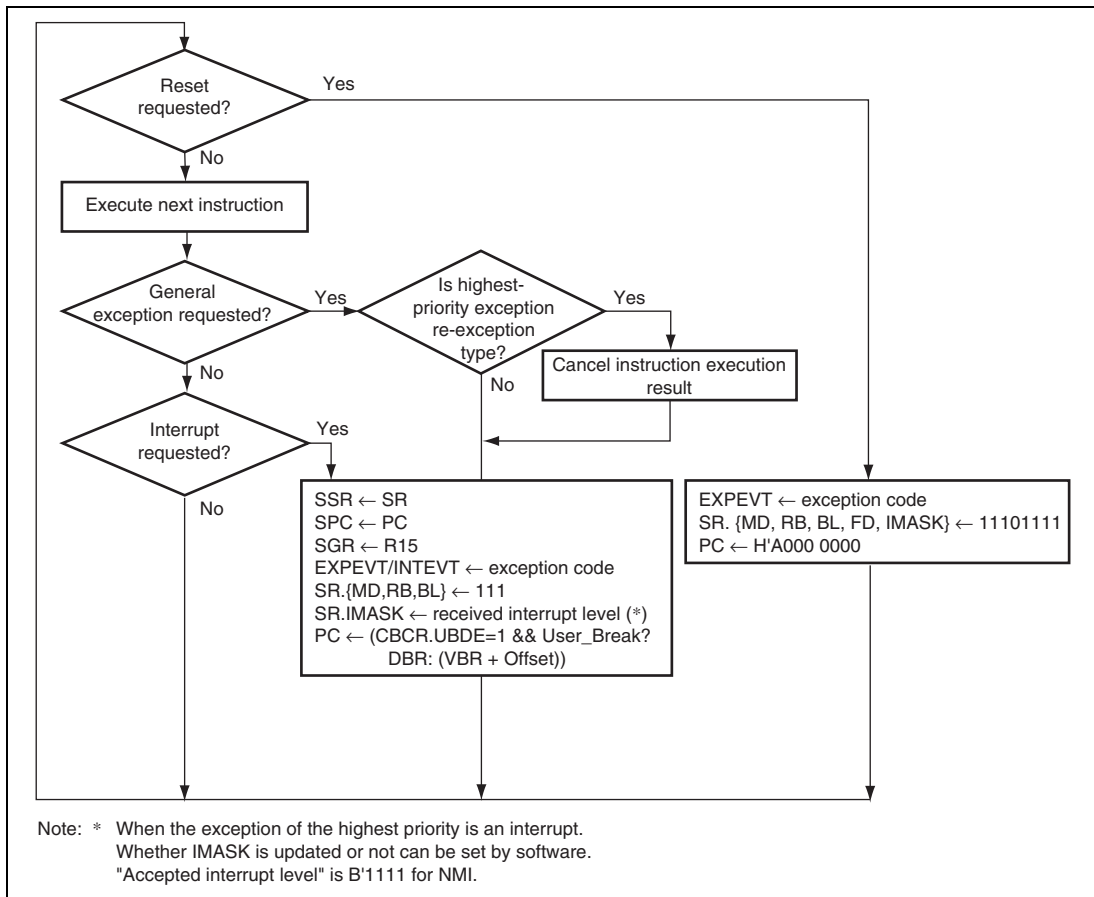 Reset
requested?
Yes
No
Execute next instruction
General
exception requested?
Yes
Is highest-
priority exception
re-exception
type?
Yes
Cancel instruction execution
result
No
No
Interrupt
requested?
Yes
No
SSR ← SR
SPC ← PC
SGR ← R15
EXPEVT/INTEVT ← exception code
SR.{MD,RB,BL} ← 111
SR.IMASK ← received interrupt level (*)
PC ← (CBCR.UBDE=1 && User_Break?
DBR: (VBR + Offset))
EXPEVT ← exception code
SR. {MD, RB, BL, FD, IMASK} ← 11101111
PC ← H'A000 0000
Note: * When the exception of the highest priority is an interrupt.
Whether IMASK is updated or not can be set by software.
"Accepted interrupt level" is B'1111 for NMI.